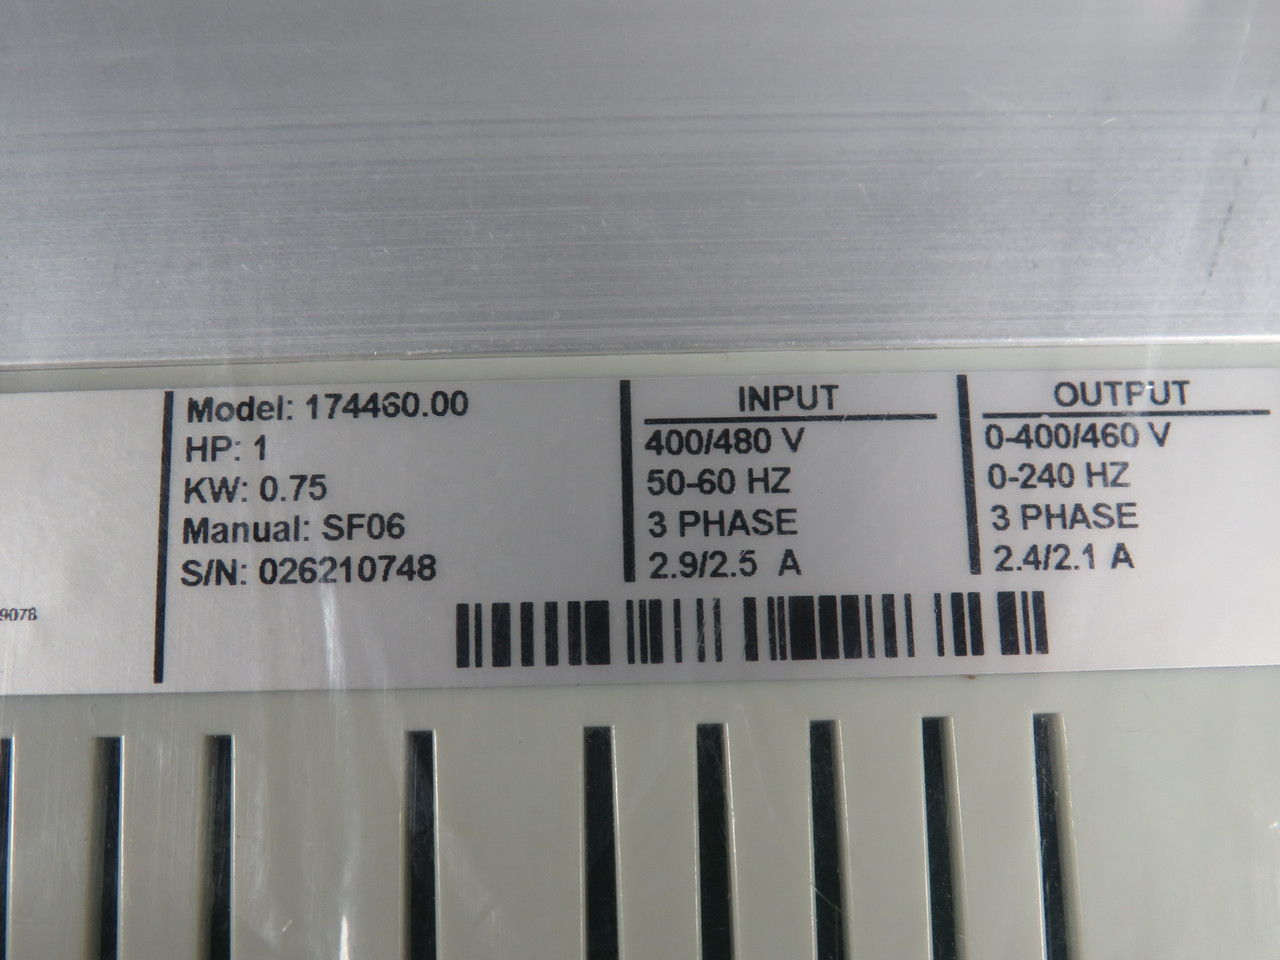 Model: 174460.00
HP: 1
KW: 0.75
Manual: SF06
S/N: 026210748
9078
INPUT
400/480 V
50-60 HZ
3 PHASE
2.9/2.5 A
OUTPUT
0-400/460 V
0-240 HZ
3 PHASE
2.4/2.1 A